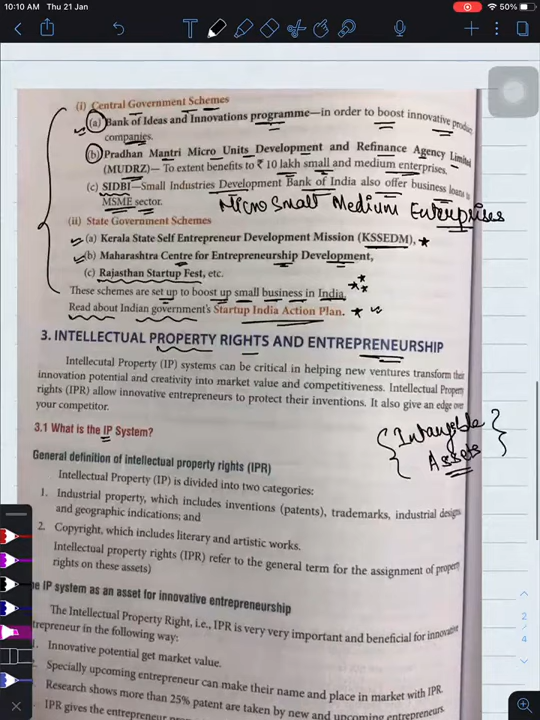 10:10 AM Thu 21 Jan
50%
(i) Central Government Schemes
(a) Bank of Ideas and Innovations programme—in order to boost innovative
companies.
(b) Pradhan Mantri Micro Units Development and Refinance Agency Limited
(MUDRZ)— To extent benefits to ₹ 10 lakh small and medium enterprises.
(c) SIDBI—Small Industries Development Bank of India also offer business loans to
MSME sector.
Micro Small Medium Enterprises
(ii) State Government Schemes
(a) Kerala State Self Entrepreneur Development Mission (KSSEDM),
(b) Maharashtra Centre for Entrepreneurship Development,
(c) Rajasthan Startup Fest, etc.
These schemes are set up to boost up small business in India.
Read about Indian government's Startup India Action Plan.
3. INTELLECTUAL PROPERTY RIGHTS AND ENTREPRENEURSHIP
Intellecutal Property (IP) systems can be critical in helping new ventures transform their
innovation potential and creativity into market value and competitiveness. Intellectual Property
rights (IP) allow innovative entrepreneurs to protect their inventions. It also give an edge over
your competitor.
Intangible
Assets
3.1 What is the IP System?
General definition of intellectual property rights (IPR)
Intellectual Property (IP) is divided into two categories:
1. Industrial property, which includes inventions (patents), trademarks, industrial designs
and geographic indications; and
2. Copyright, which includes literary and artistic works.
Intellectual property rights (IPR) refer to the general term for the assignment of property
rights on these assets)
he IP system as an asset for innovative entrepreneurship
The Intellectual Property Right, i.e., IPR is very very important and beneficial for innovative
trepreneur in the following way:
1. Innovative potential get market value.
2. Specially upcoming entrepreneur can make their name and place in market with IPR.
Research shows more than 25% patent are taken by new and upcoming entrepreneurs.
IPR gives the entrepreneur
2
4